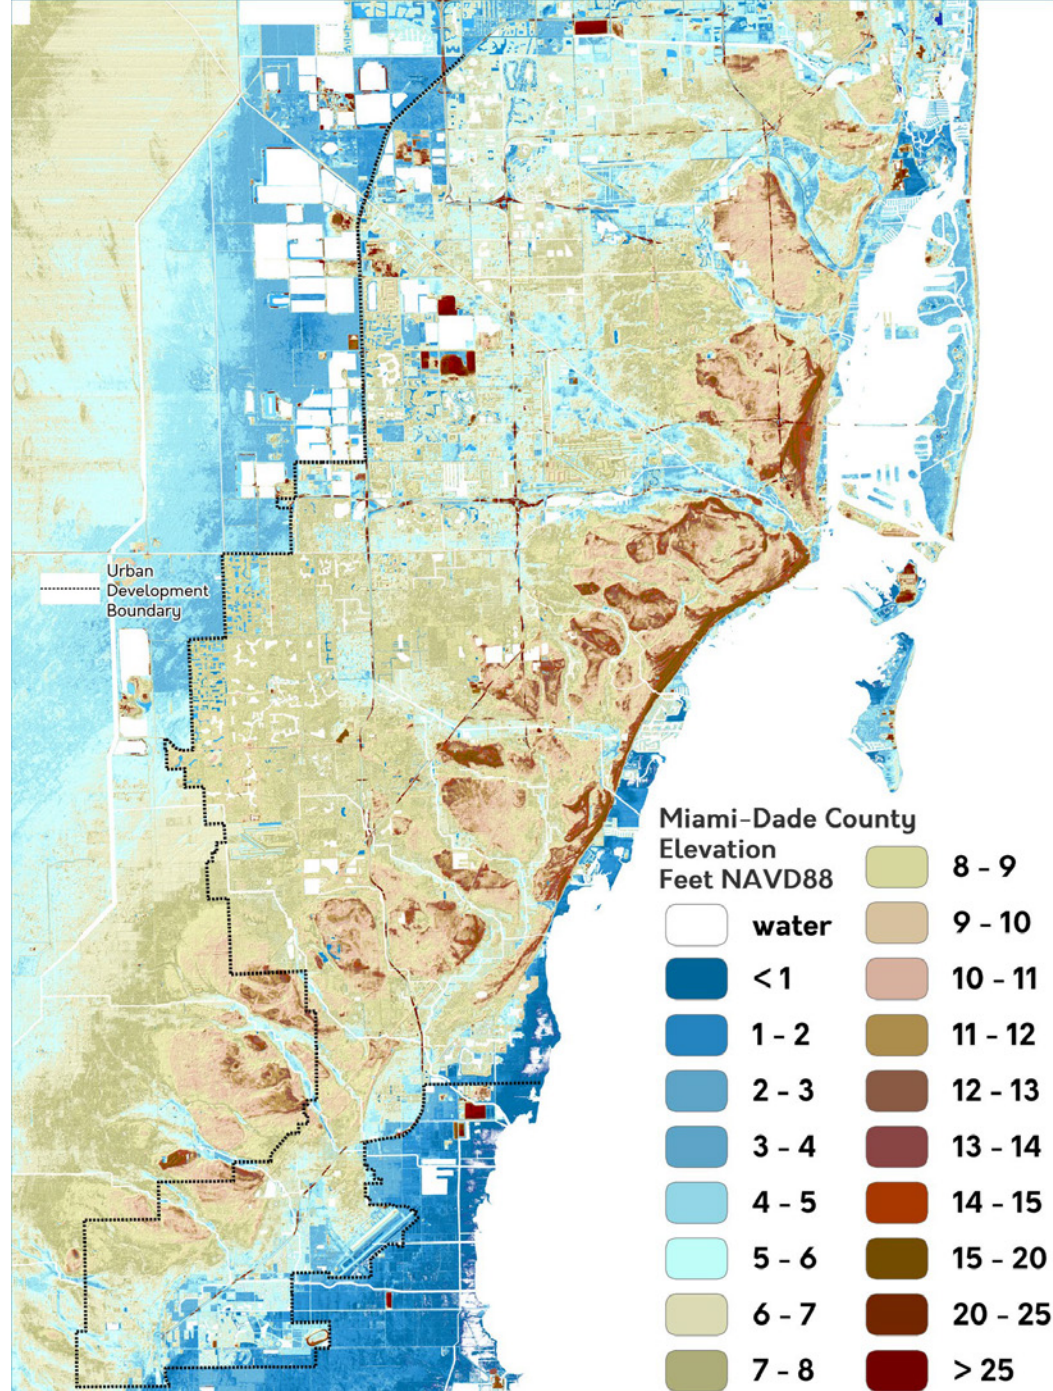 Urban
Development
Boundary
Miami-Dade County
Elevation
Feet NAVD88
water
< 1
1 - 2
2 - 3
3 - 4
4 - 5
5 - 6
6 - 7
7 - 8
8 - 9
9 - 10
10 - 11
11 - 12
12 - 13
13 - 14
14 - 15
15 - 20
20 - 25
> 25